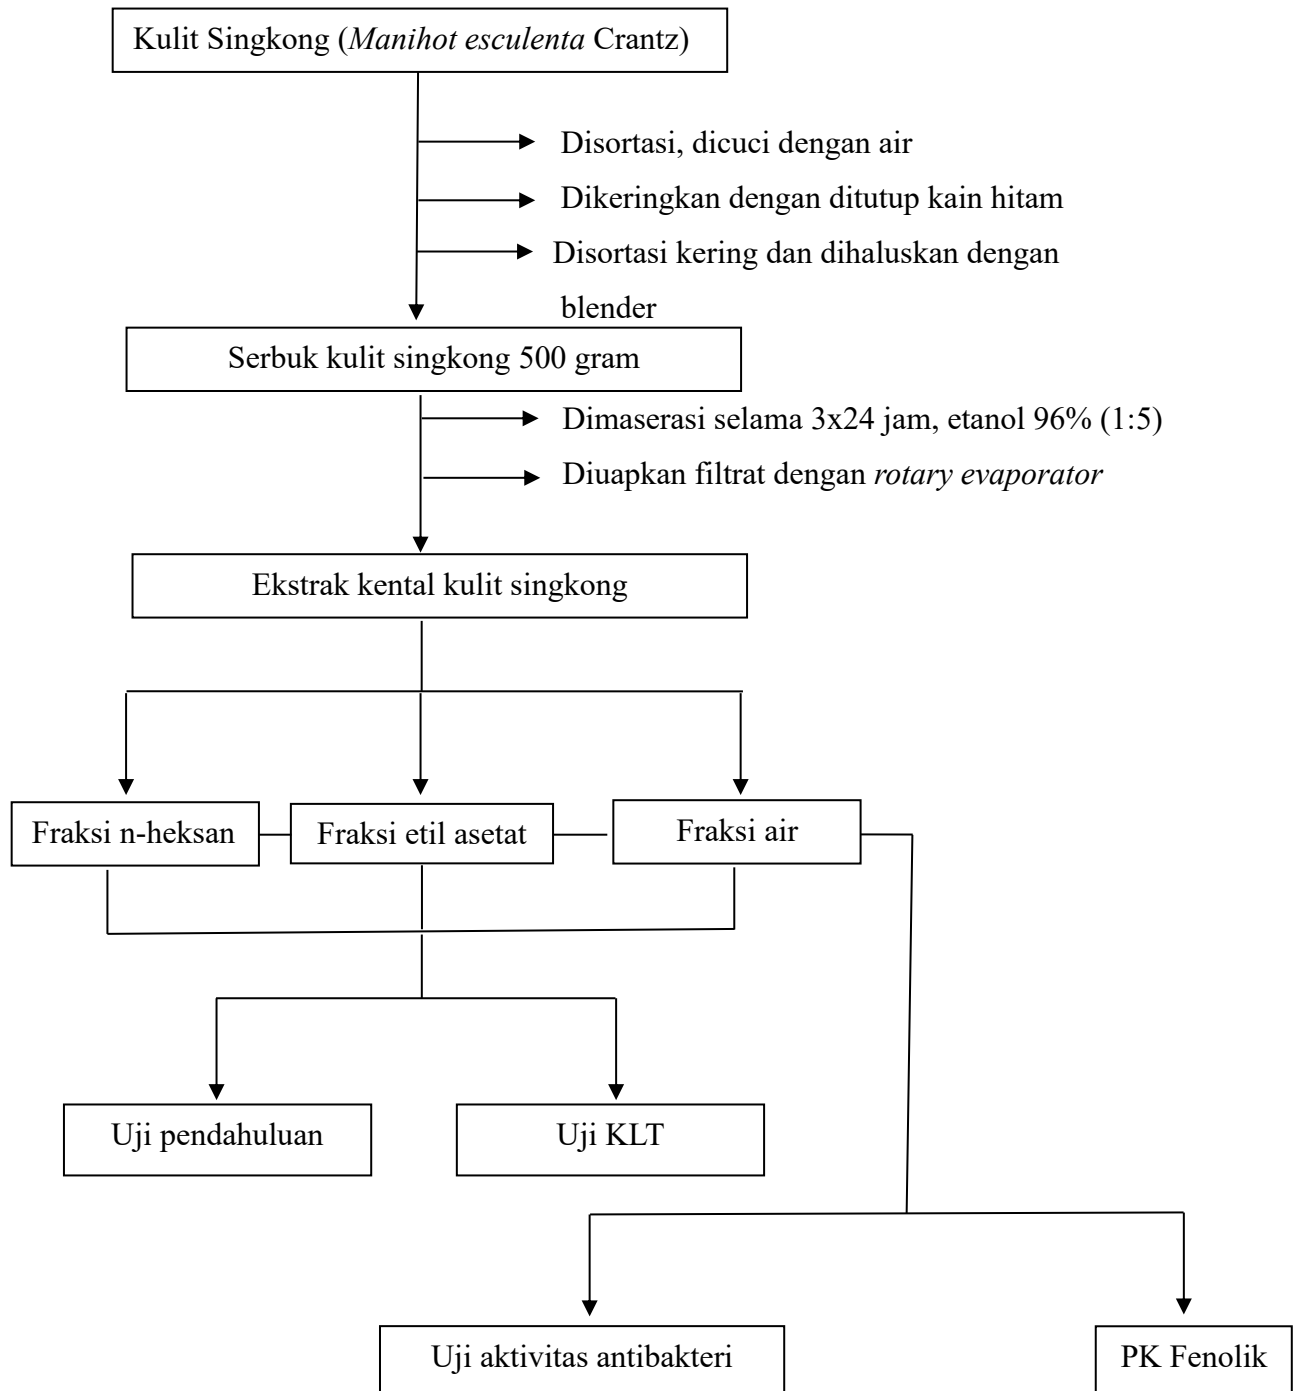 Kulit Singkong (Manihot esculenta Crantz)
Disortasi, dicuci dengan air
Dikeringkan dengan ditutup kain hitam
Disortasi kering dan dihaluskan dengan
blender
Serbuk kulit singkong 500 gram
Dimaserasi selama 3x24 jam, etanol 96% (1:5)
Diuapkan filtrat dengan rotary evaporator
Ekstrak kental kulit singkong
Fraksi n-heksan
Fraksi etil asetat
Fraksi air
Uji pendahuluan
Uji KLT
Uji aktivitas antibakteri
PK Fenolik